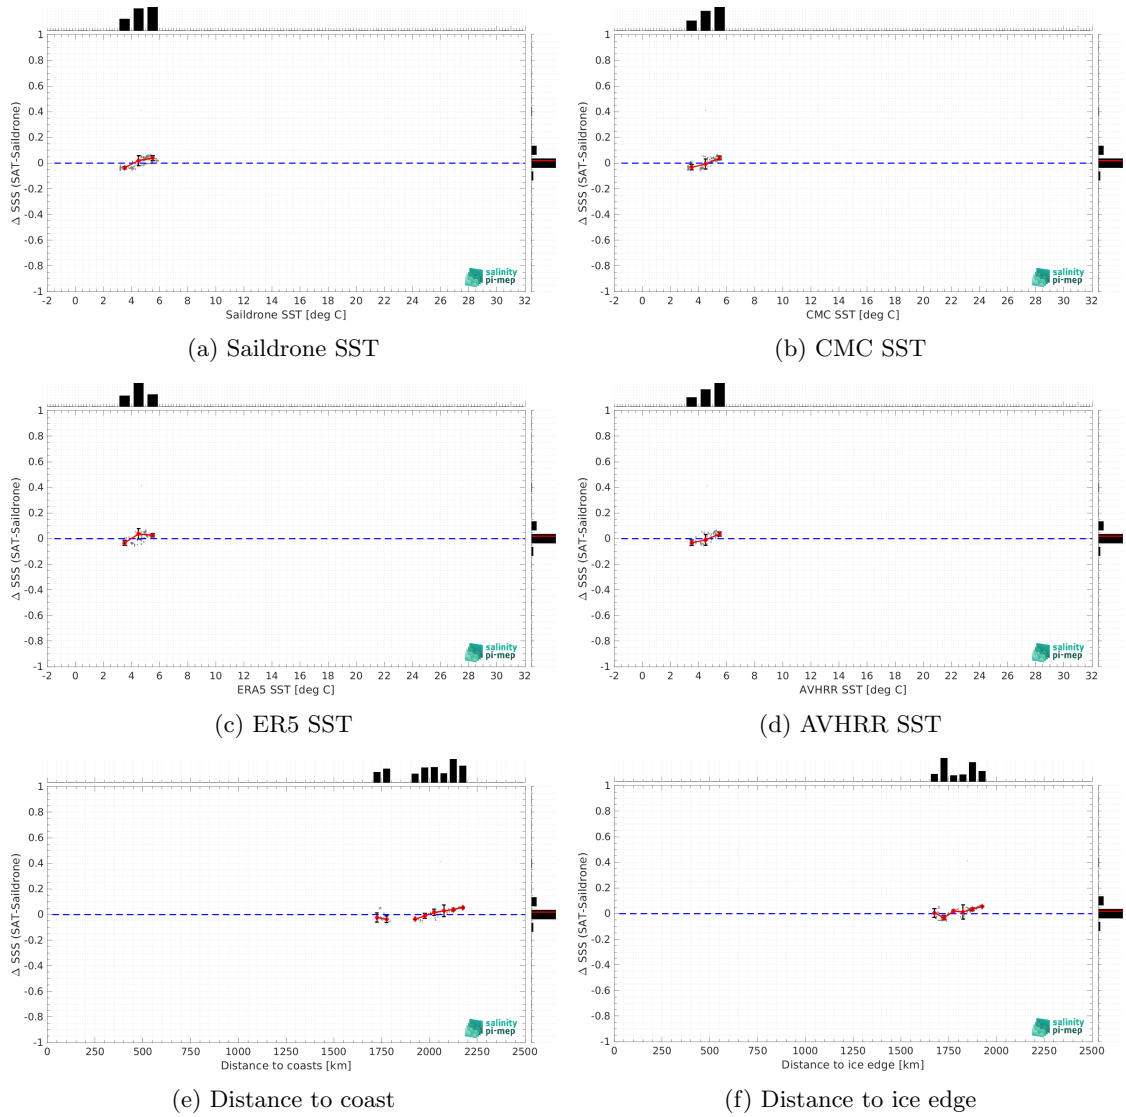 1
0.8
0.6
0.4
0.2
0
-0.2
-0.4
-0.6
-0.8
-1
Δ SSS (SAT-Saildrone)
salinity
pi-mep
-2 0 2 4 6 8 10 12 14 16 18 20 22 24 26 28 30 32
Saildrone SST [deg C]
(a) Saildrone SST
1
0.8
0.6
0.4
0.2
0
-0.2
-0.4
-0.6
-0.8
-1
Δ SSS (SAT-Saildrone)
salinity
pi-mep
-2 0 2 4 6 8 10 12 14 16 18 20 22 24 26 28 30 32
CMC SST [deg C]
(b) CMC SST
1
0.8
0.6
0.4
0.2
0
-0.2
-0.4
-0.6
-0.8
-1
Δ SSS (SAT-Saildrone)
salinity
pi-mep
-2 0 2 4 6 8 10 12 14 16 18 20 22 24 26 28 30 32
ERA5 SST [deg C]
(c) ER5 SST
1
0.8
0.6
0.4
0.2
0
-0.2
-0.4
-0.6
-0.8
-1
Δ SSS (SAT-Saildrone)
salinity
pi-mep
-2 0 2 4 6 8 10 12 14 16 18 20 22 24 26 28 30 32
AVHRR SST [deg C]
(d) AVHRR SST
1
0.8
0.6
0.4
0.2
0
-0.2
-0.4
-0.6
-0.8
-1
Δ SSS (SAT-Saildrone)
salinity
pi-mep
0 250 500 750 1000 1250 1500 1750 2000 2250 2500
Distance to coasts [km]
(e) Distance to coast
1
0.8
0.6
0.4
0.2
0
-0.2
-0.4
-0.6
-0.8
-1
Δ SSS (SAT-Saildrone)
salinity
pi-mep
0 250 500 750 1000 1250 1500 1750 2000 2250 2500
Distance to ice edge [km]
(f) Distance to ice edge